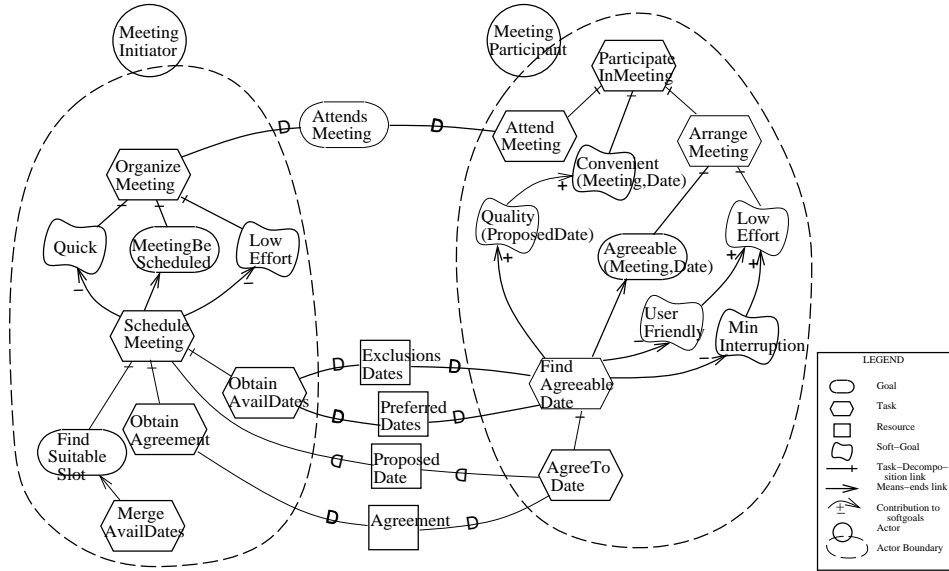 Meeting
Initiator
Meeting
Participant
Participate
InMeeting
Attends
Meeting
D
D
Attend
Meeting
Arrange
Meeting
Organize
Meeting
Convenient
(Meeting,Date)
+
Quick
MeetingBe
Scheduled
Low
Effort
Quality
(ProposedDate)
+
Agreeable
(Meeting,Date)
Low
Effort
+
+
−
−
Schedule
Meeting
User
Friendly
−
Min
Interruption
−
Obtain
AvailDates
D
Exclusions
Dates
D
Find
Agreeable
Date
D
Preferred
Dates
D
Obtain
Agreement
Find
Suitable
Slot
D
Proposed
Date
D
AgreeTo
Date
Merge
AvailDates
D
Agreement
D
LEGEND
Goal
Task
Resource
Soft−Goal
Task−Decompo−
sition link
Means−ends link
+
Contribution to
softgoals
Actor
Actor Boundary